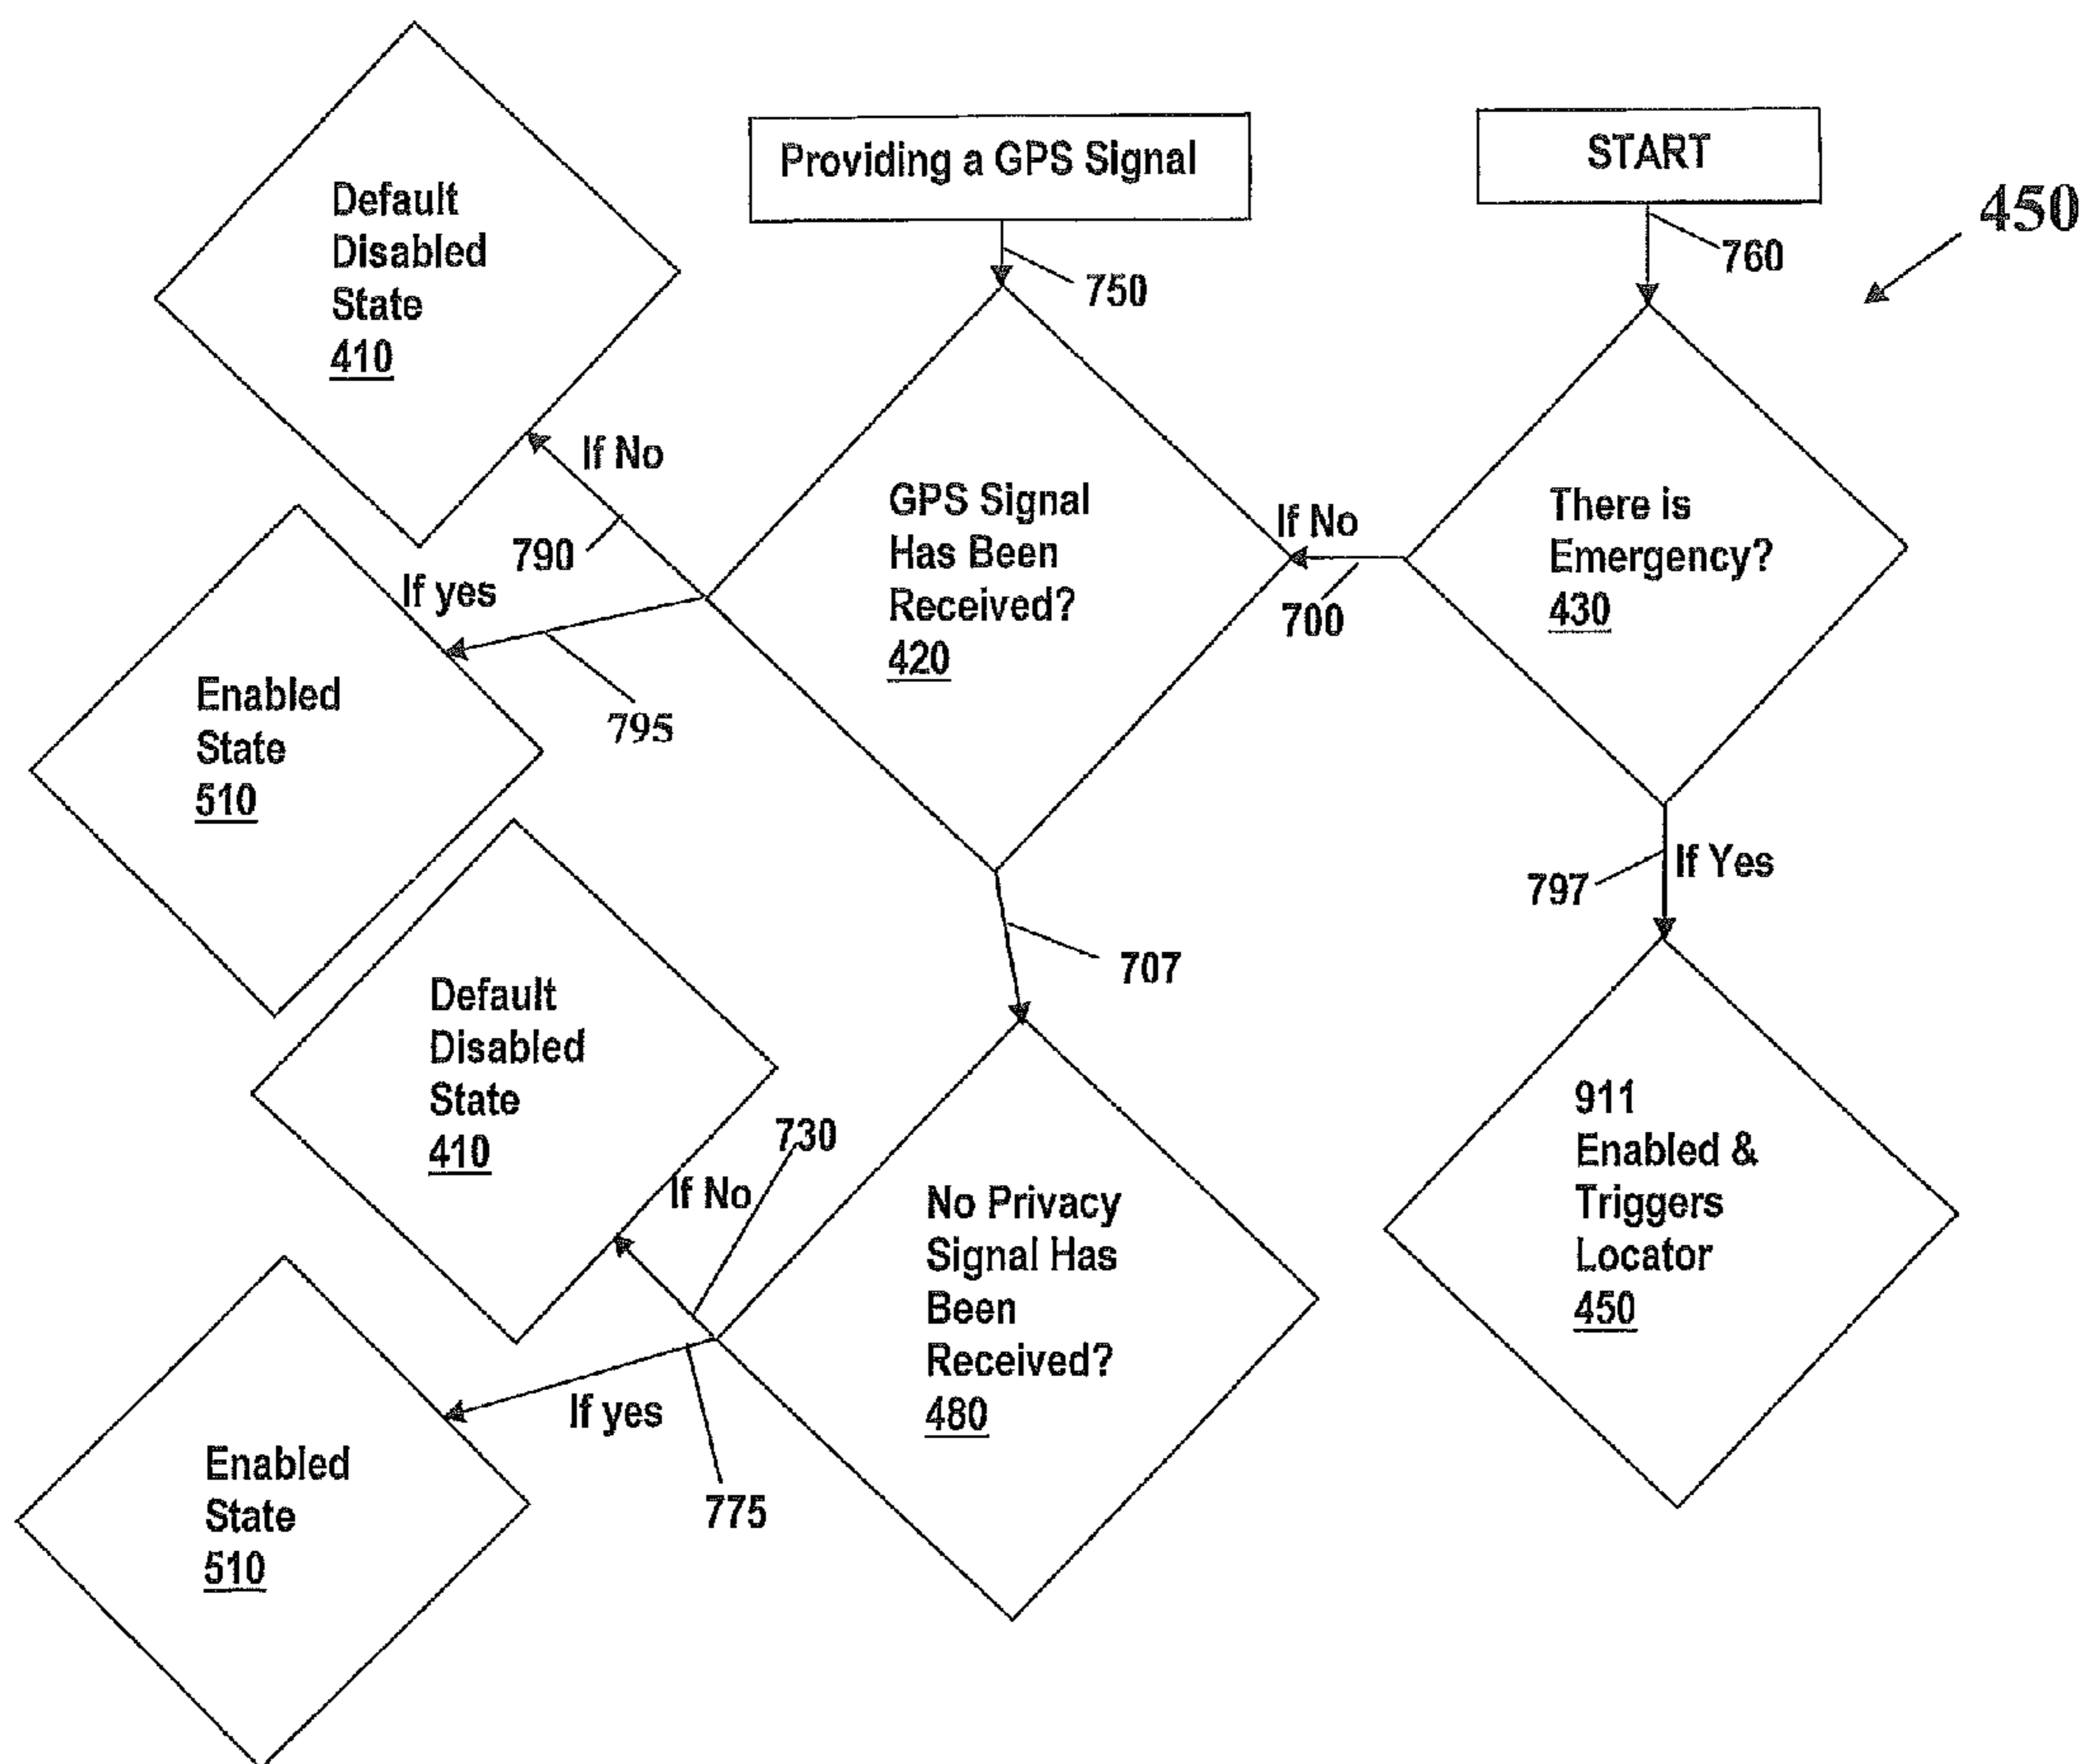 Default
Disabled
State
410
Providing a GPS Signal
START
450
750
760
If No
790
GPS Signal
Has Been
Received?
420
If No
700
There is
Emergency?
430
If yes
795
Enabled
State
510
797
If Yes
707
Default
Disabled
State
410
730
If No
No Privacy
Signal Has
Been
Received?
480
911
Enabled &
Triggers
Locator
450
If yes
775
Enabled
State
510